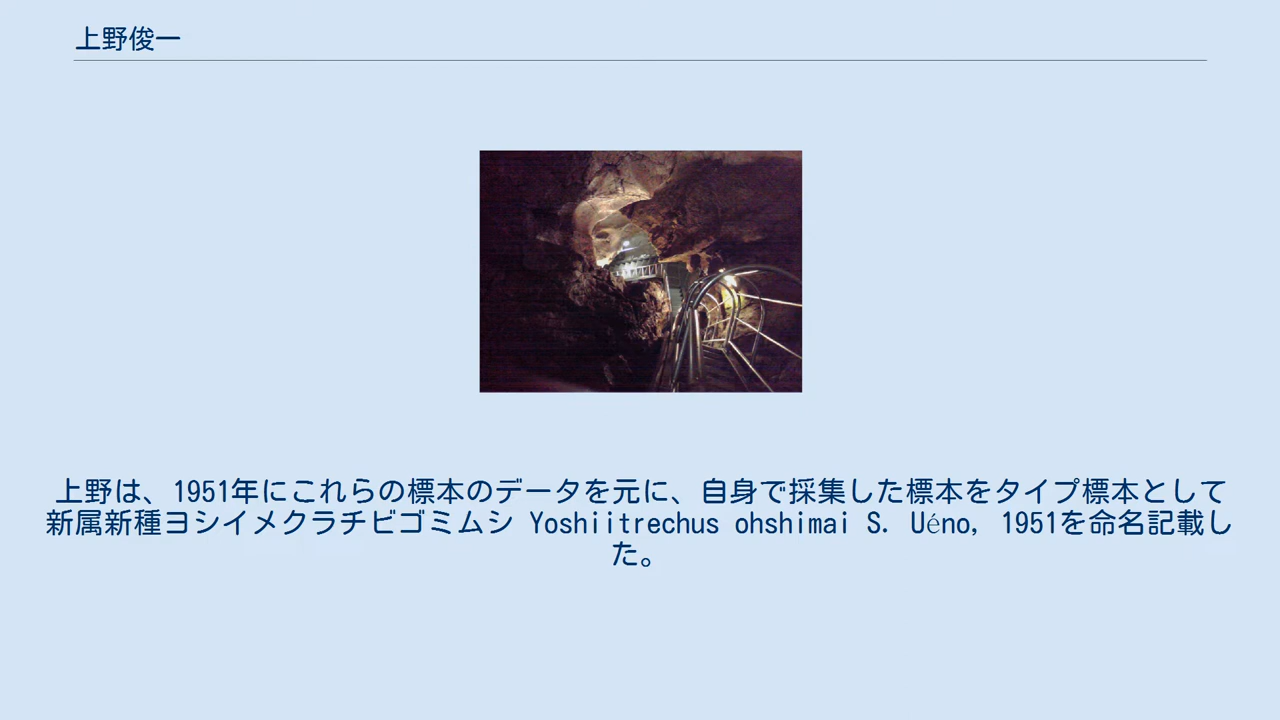 上野俊一
上野は、1951年にこれらの標本のデータを元に、自身で採集した標本をタイプ標本として
新属新種ヨシイメクラチビゴミムシ Yoshiitrechus ohshimai S. Uéno, 1951を命名記載し
た。